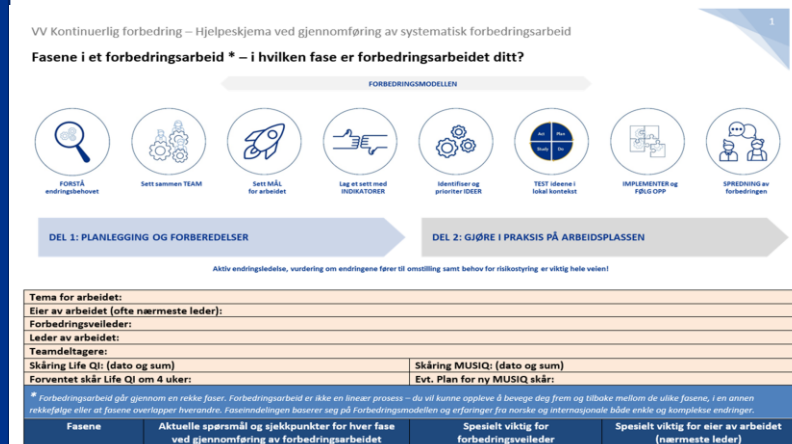 1
VV Kontinuerlig forbedring – Hjelpeskjema ved gjennomføring av systematisk forbedringsarbeid
Fasene i et forbedringsarbeid * – i hvilken fase er forbedringsarbeidet ditt?
FORBEDRINGSMODELLEN
Act Plan
Study Do
FORSTÅ
endringsbehovet
Sett sammen TEAM
Sett MÅL
for arbeidet
Lag et sett med
INDIKATORER
Identifiser og
prioriter IDEER
TEST ideene i
lokal kontekst
IMPLEMENTER og
FØLG OPP
SPREDNING av
forbedringen
DEL 1: PLANLEGGING OG FORBEREDELSER
DEL 2: GJØRE I PRAKSIS PÅ ARBEIDSPLASSEN
Aktiv endringsledelse, vurdering om endringene fører til omstilling samt behov for risikostyring er viktig hele veien!
Tema for arbeidet:
Eier av arbeidet (ofte nærmeste leder):
Forbedringsveileder:
Leder av arbeidet:
Teamdeltagere:
Skåring Life QI: (dato og sum)
Skåring MUSIQ: (dato og sum)
Forventet skår Life QI om 4 uker:
Evt. Plan for ny MUSIQ skår:
* Forbedringsarbeid går gjennom en rekke faser. Forbedringsarbeid er ikke en lineær prosess – du vil kunne oppleve å bevege deg frem og tilbake mellom de ulike fasene, i en annen
rekkefølge eller at fasene overlapper hverandre. Faseinndelingen baserer seg på Forbedringsmodellen og erfaringer fra norske og internasjonale både enkle og komplekse endringer.
Fasene
Aktuelle spørsmål og sjekkpunkter for hver fase
ved gjennomføring av forbedringsarbeidet
Spesielt viktig for
forbedringsveileder
Spesielt viktig for eier av arbeidet
(nærmeste leder)